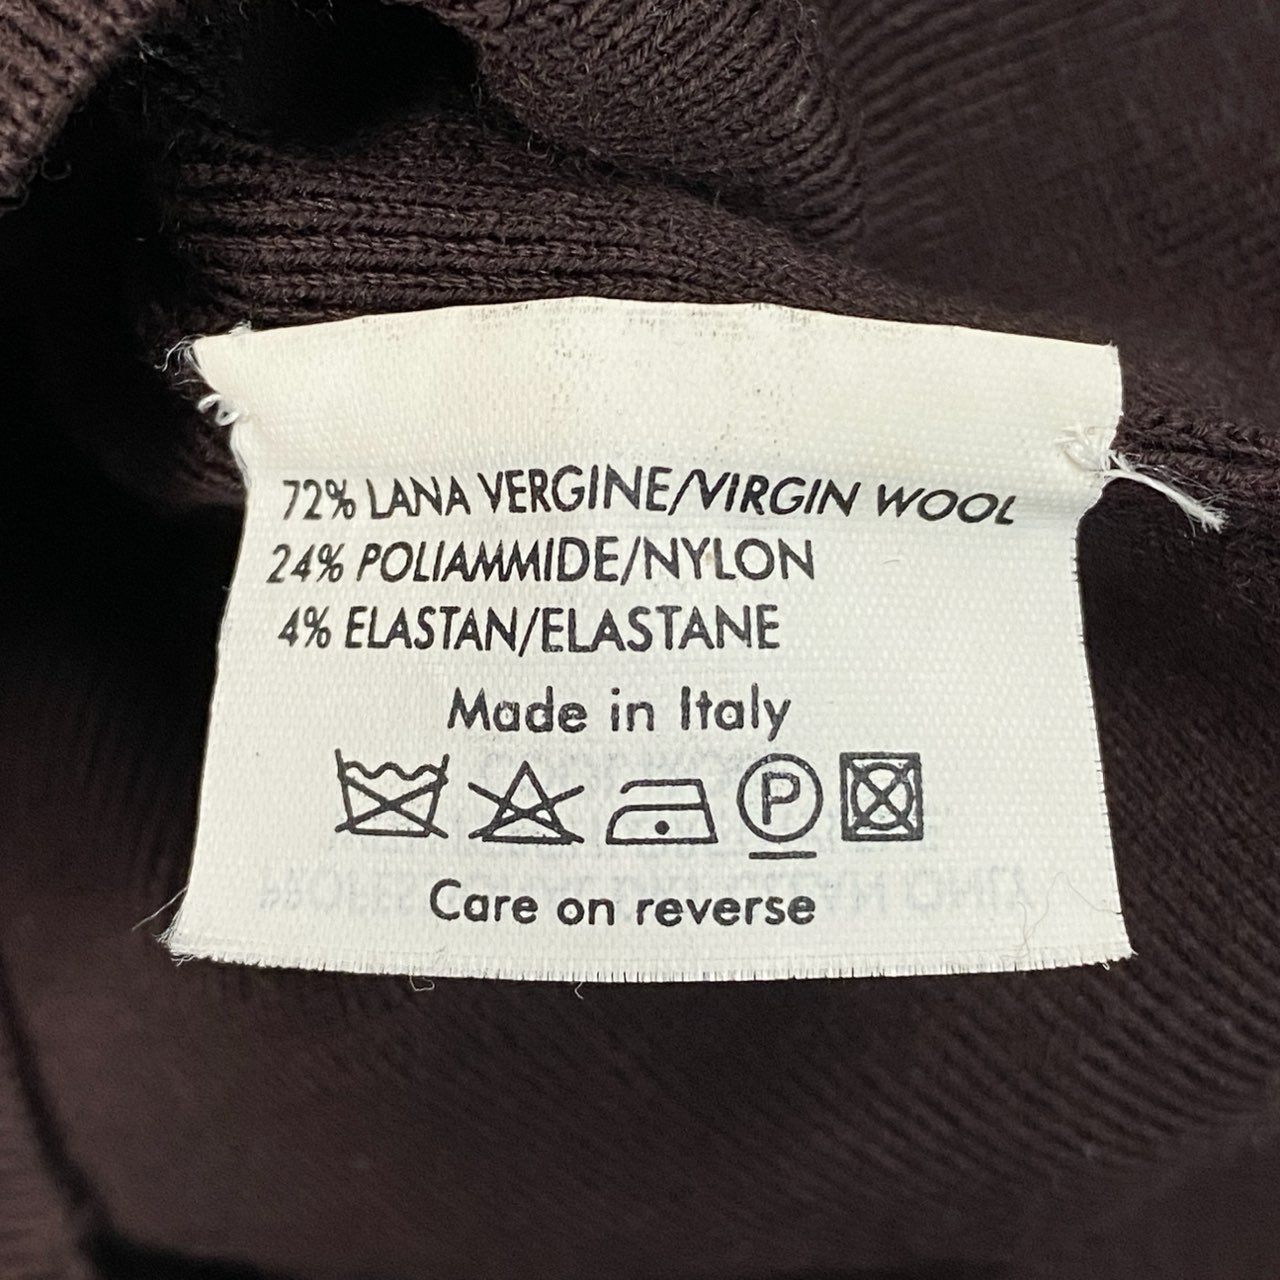 72% LANA VERGINE/VIRGIN WOOL
24% POLIAMMIDE/NYLON
4% ELASTAN/ELASTANE
Made in Italy
P
Care on reverse